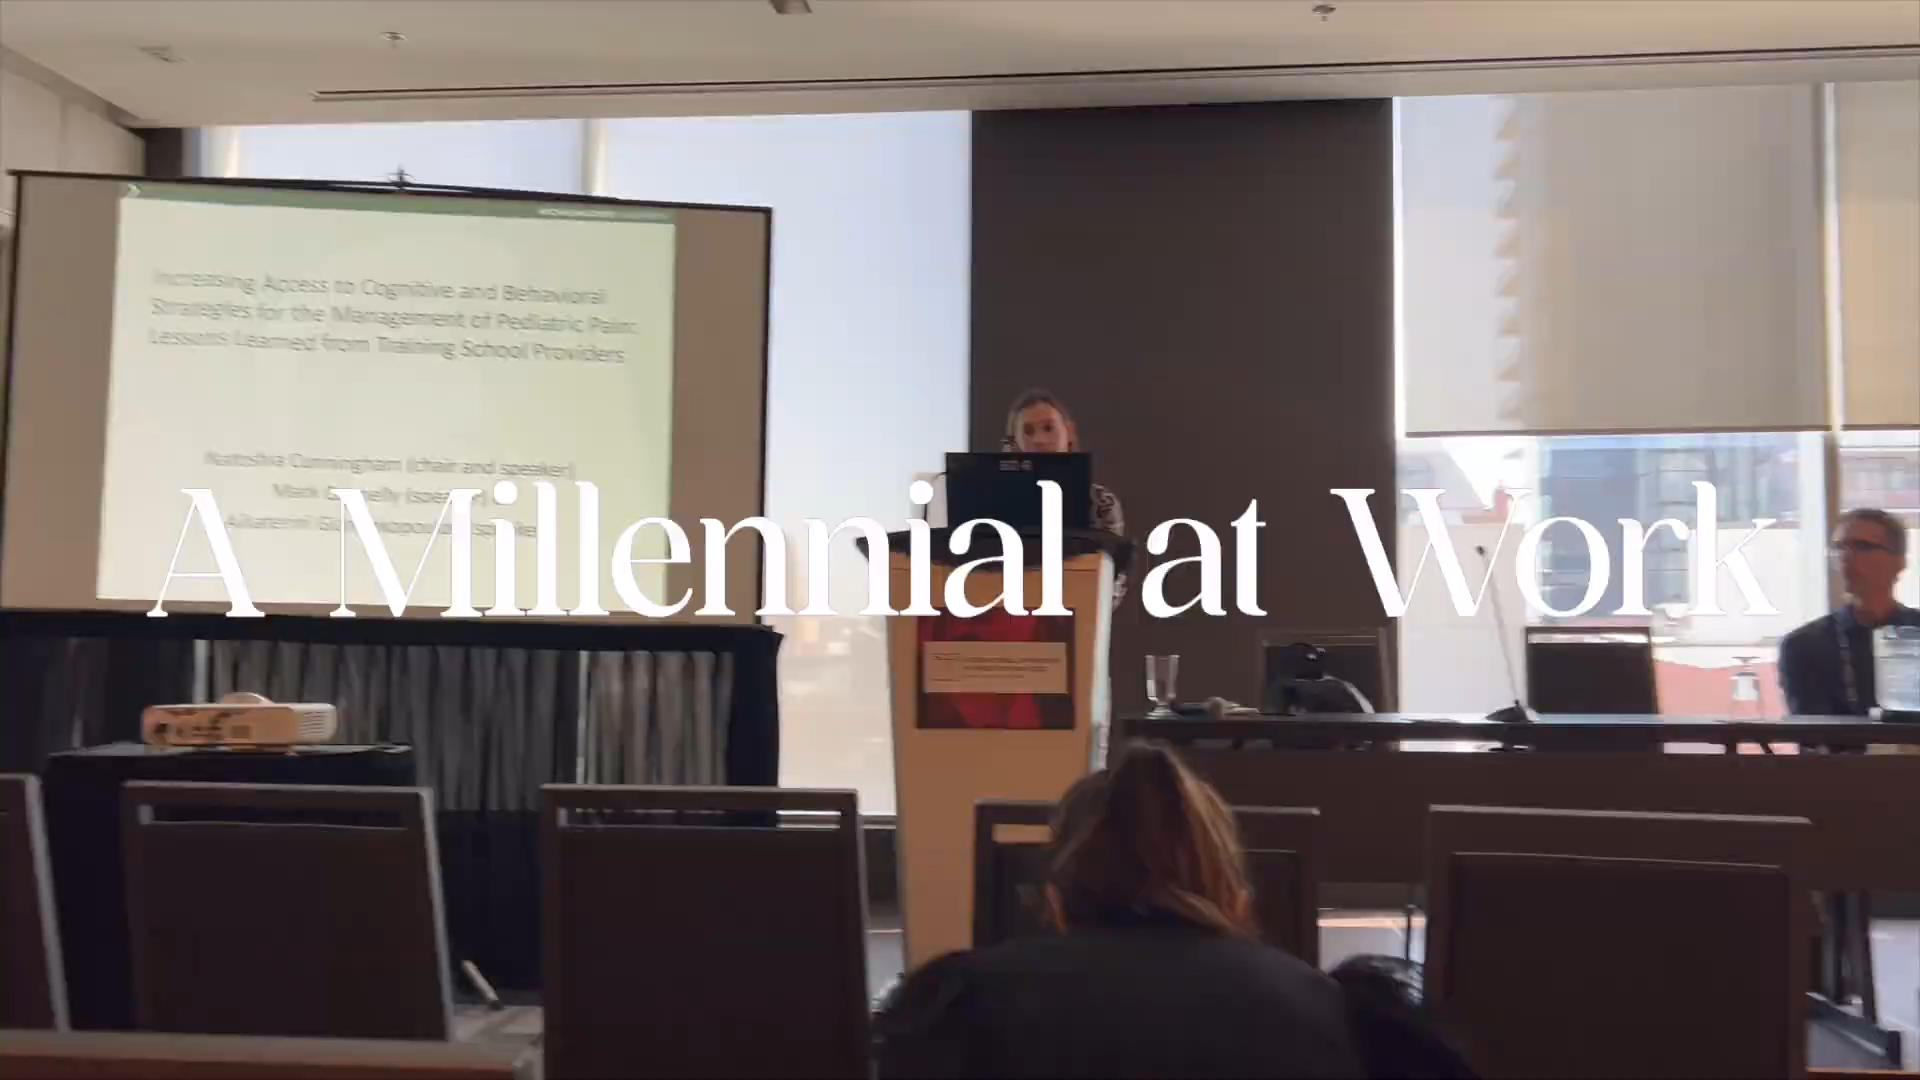 Increasing Access to Cognitive and Behavioral
Strategies for the Management of Pediatric Pain:
Lessons Learned from Training School Providers
Natoshia Cunningham (chair and speaker)
Mark
A Millennial at Work